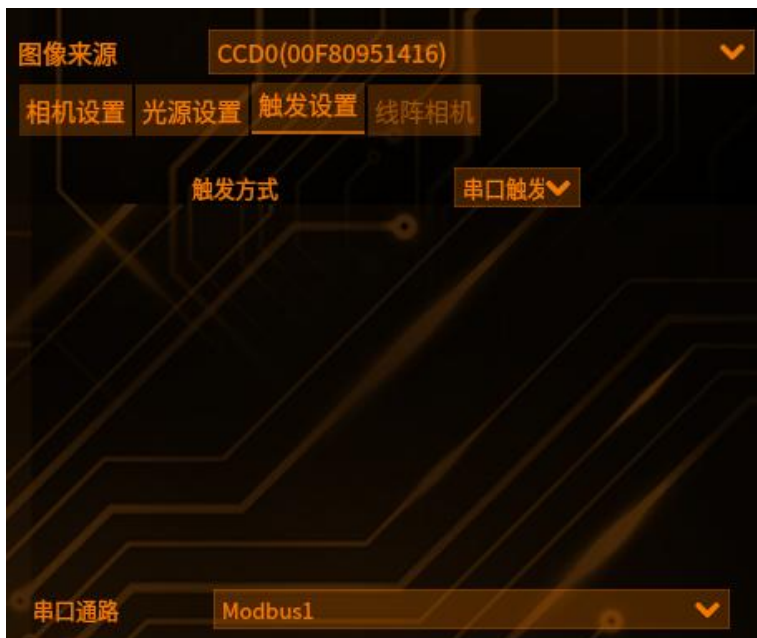 图像来源 CCD0(00F80951416)
相机设置 光源设置 触发设置 线阵相机
触发方式 串口触发
串口通路 Modbus1